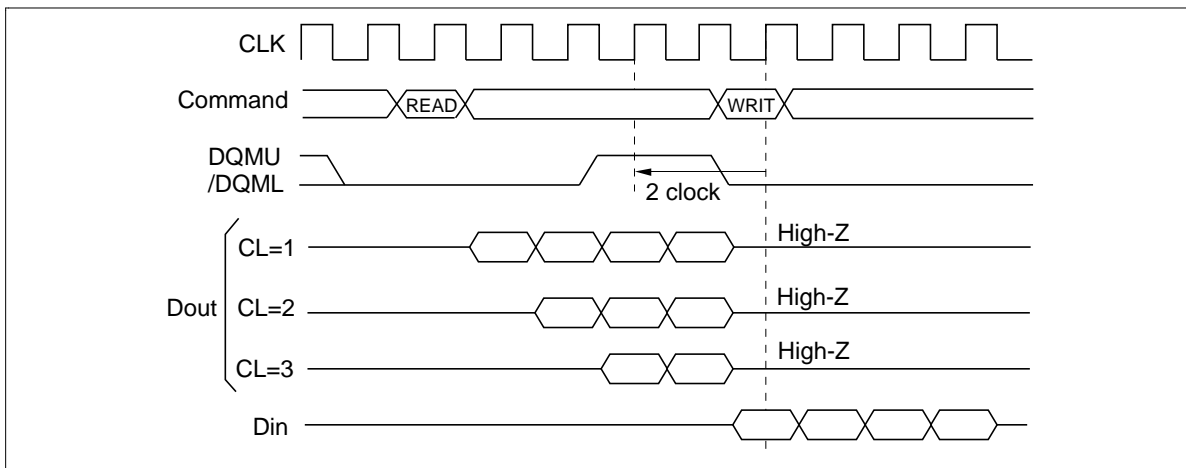 CLK
Command
READ
WRIT
DQMU
/DQML
2 clock
CL=1
High-Z
Dout
CL=2
High-Z
CL=3
High-Z
Din